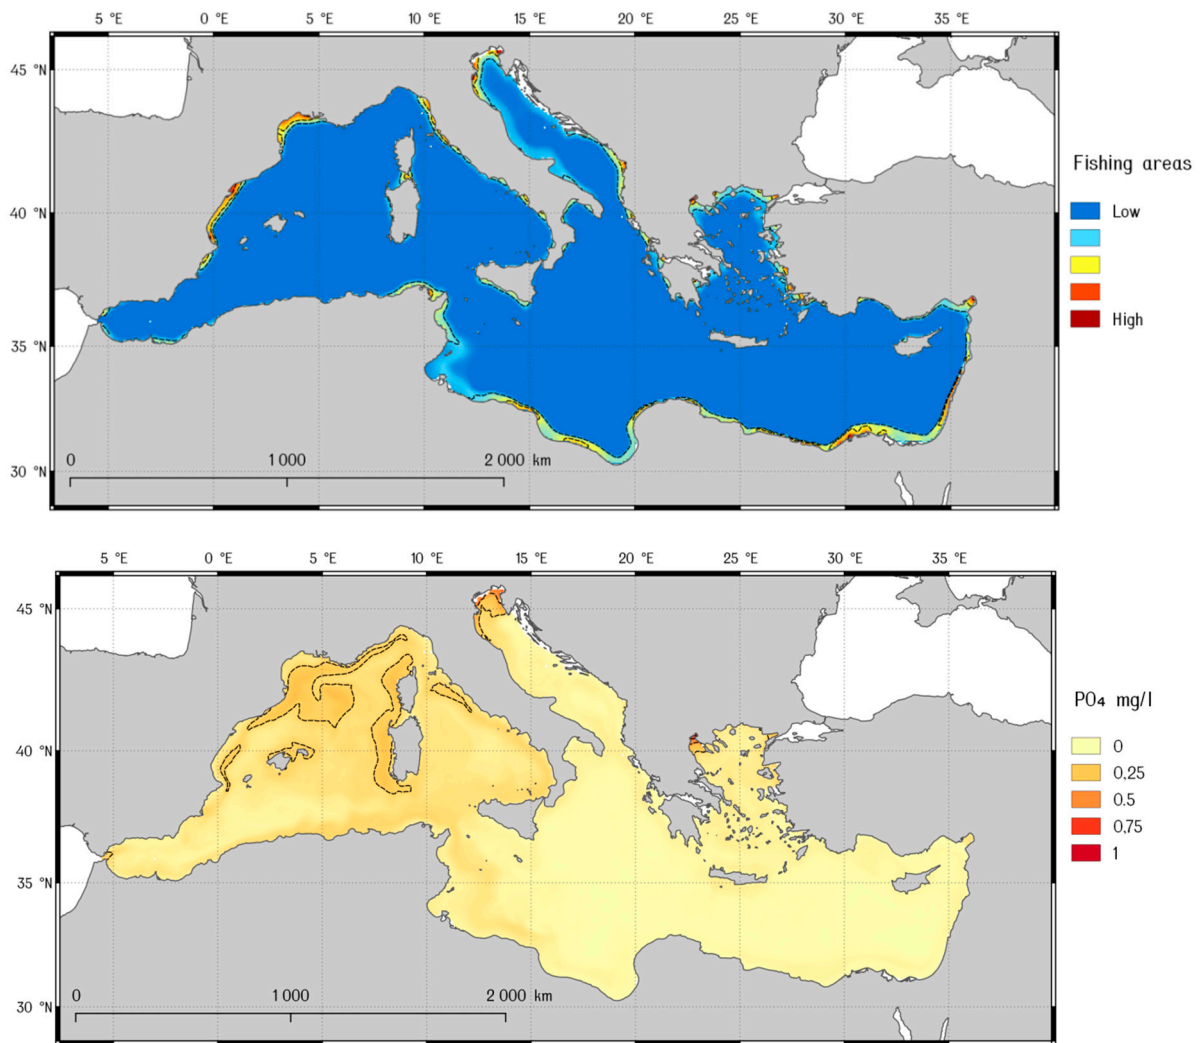 5 °E 0 °E 5 °E 10 °E 15 °E 20 °E 25 °E 30 °E 35 °E
45 °N
40 °N
35 °N
30 °N
0 1 000 2 000 km
Fishing areas
Low
High
5 °E 0 °E 5 °E 10 °E 15 °E 20 °E 25 °E 30 °E 35 °E
45 °N
40 °N
35 °N
30 °N
0 1 000 2 000 km
PO₄ mg/l
0
0,25
0.5
0,75
1